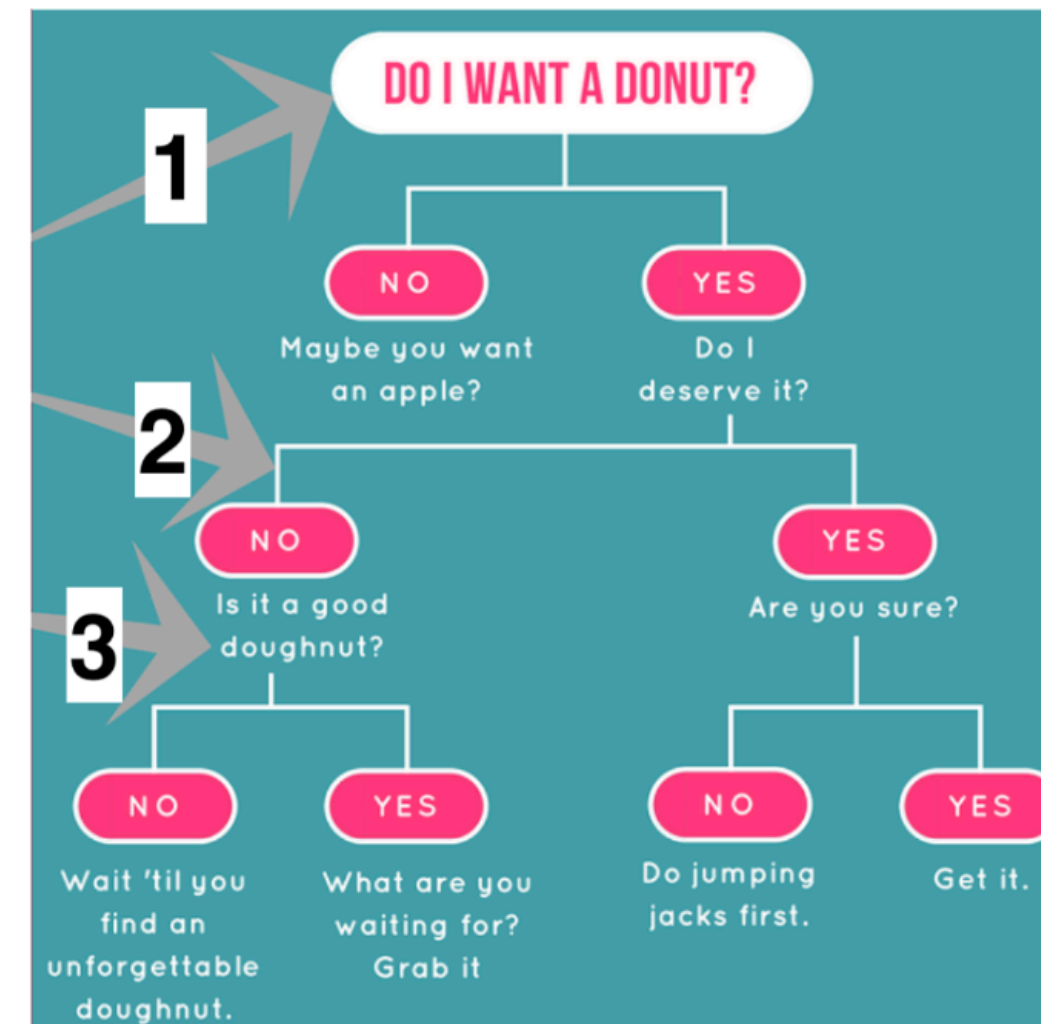 DO I WANT A DONUT?
1
NO
YES
Maybe you want
an apple?
Do I
deserve it?
2
NO
YES
Is it a good
doughnut?
Are you sure?
3
NO
YES
NO
YES
Wait 'til you
find an
unforgettable
doughnut.
What are you
waiting for?
Grab it
Do jumping
jacks first.
Get it.